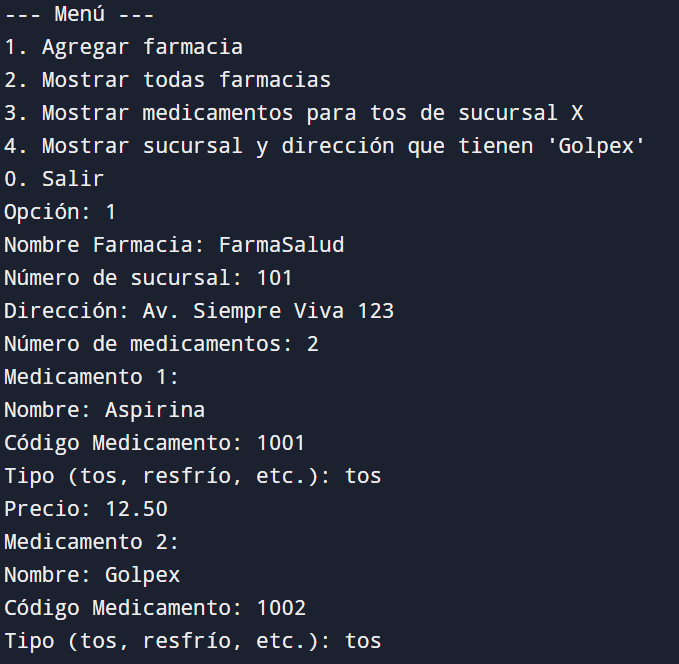 --- Menú ---
1. Agregar farmacia
2. Mostrar todas farmacias
3. Mostrar medicamentos para tos de sucursal X
4. Mostrar sucursal y dirección que tienen 'Golpex'
0. Salir
Opción: 1
Nombre Farmacia: FarmaSalud
Número de sucursal: 101
Dirección: Av. Siempre Viva 123
Número de medicamentos: 2
Medicamento 1:
Nombre: Aspirina
Código Medicamento: 1001
Tipo (tos, resfrío, etc.): tos
Precio: 12.50
Medicamento 2:
Nombre: Golpex
Código Medicamento: 1002
Tipo (tos, resfrío, etc.): tos